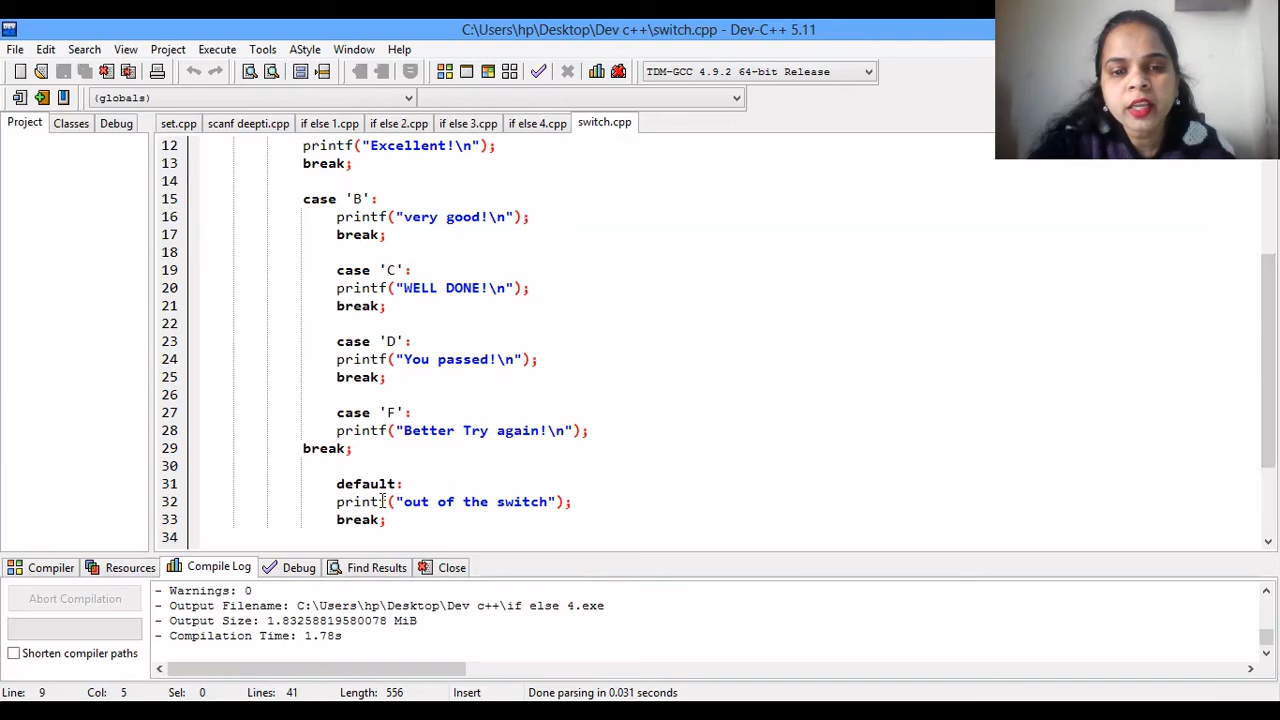 C:\Users\hp\Desktop\Dev c++\switch.cpp - Dev-C++ 5.11
File Edit Search View Project Execute Tools AStyle Window Help
TDM-GCC 4.9.2 64-bit Release
(globals)
Project Classes Debug
set.cpp scanf deepti.cpp if else 1.cpp if else 2.cpp if else 3.cpp if else 4.cpp switch.cpp
12 printf("Excellent!\n");
13 break;
14
15 case 'B':
16 printf("very good!\n");
17 break;
18
19 case 'C':
20 printf("WELL DONE!\n");
21 break;
22
23 case 'D':
24 printf("You passed!\n");
25 break;
26
27 case 'F':
28 printf("Better Try again!\n");
29 break;
30
31 default:
32 printf("out of the switch");
33 break;
34
Compiler Resources Compile Log Debug Find Results Close
Abort Compilation
Shorten compiler paths
- Warnings: 0
- Output Filename: C:\Users\hp\Desktop\Dev c++\if else 4.exe
- Output Size: 1.83258819580078 MiB
- Compilation Time: 1.78s
Line: 9 Col: 5 Sel: 0 Lines: 41 Length: 556 Insert Done parsing in 0.031 seconds